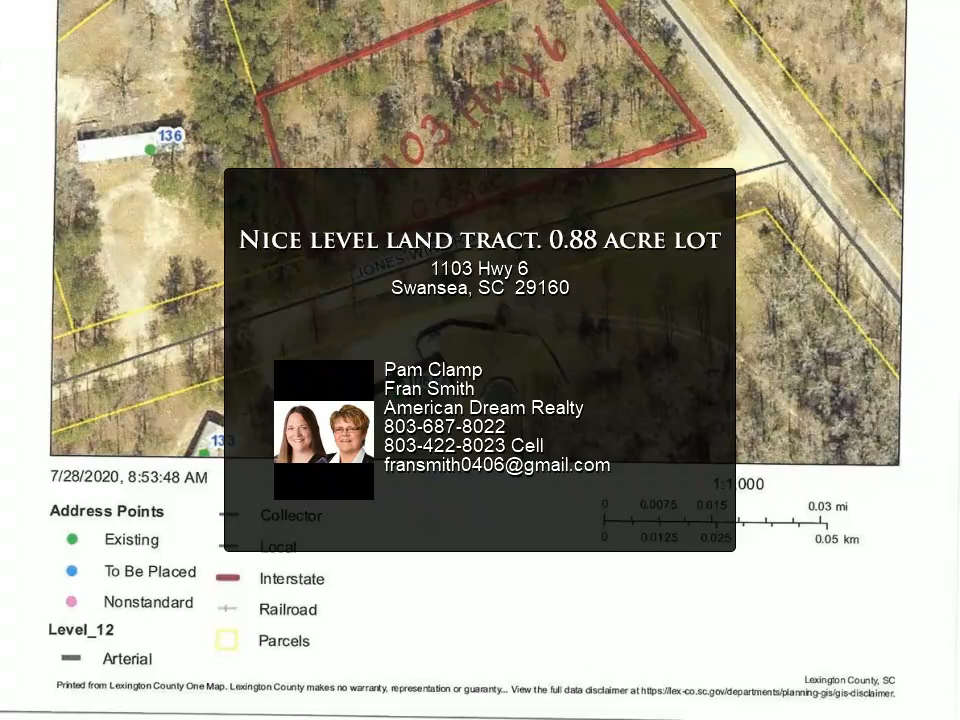 136
1103 Hwy 6
0.88 ac
Nice level land tract. 0.88 acre lot
1103 Hwy 6
Swansea, SC 29160
Pam Clamp
Fran Smith
American Dream Realty
803-687-8022
803-422-8023 Cell
fransmith0406@gmail.com
133
7/28/2020, 8:53:48 AM
1:1,000
0 0.0075 0.015 0.03 mi
0 0.0125 0.025 0.05 km
Address Points
Existing
To Be Placed
Nonstandard
Level_12
Arterial
Collector
Local
Interstate
Railroad
Parcels
Lexington County, SC
Printed from Lexington County One Map. Lexington County makes no warranty, representation or guaranty... View the full data disclaimer at https://lex-co.sc.gov/departments/planning-gis/gis-disclaimer.